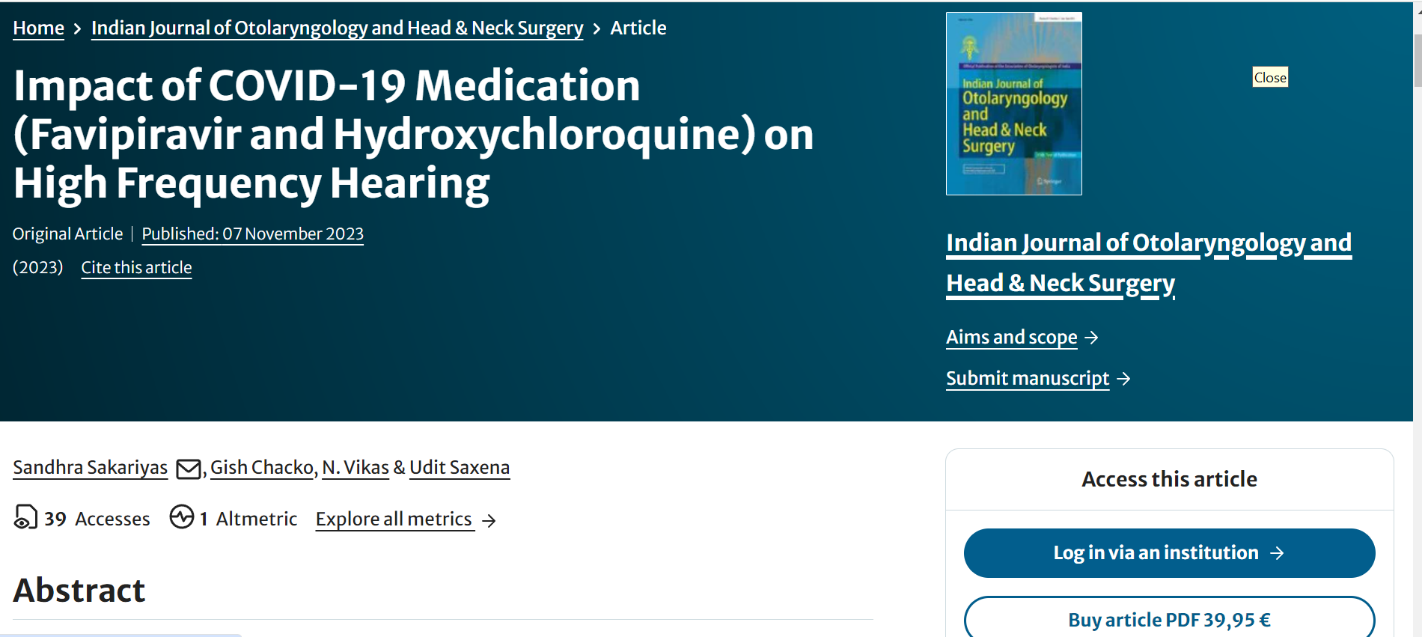 Home > Indian Journal of Otolaryngology and Head & Neck Surgery > Article
Impact of COVID-19 Medication
(Favipiravir and Hydroxychloroquine) on
High Frequency Hearing
Original Article | Published: 07 November 2023
(2023) Cite this article
Indian Journal of
Otolaryngology
and
Head & Neck
Surgery
Springer
Close
Indian Journal of Otolaryngology and
Head & Neck Surgery
Aims and scope →
Submit manuscript →
Sandhra Sakariyas, Gish Chacko, N. Vikas & Udit Saxena
39 Accesses 1 Altmetric Explore all metrics →
Abstract
Access this article
Log in via an institution →
Buy article PDF 39,95 €